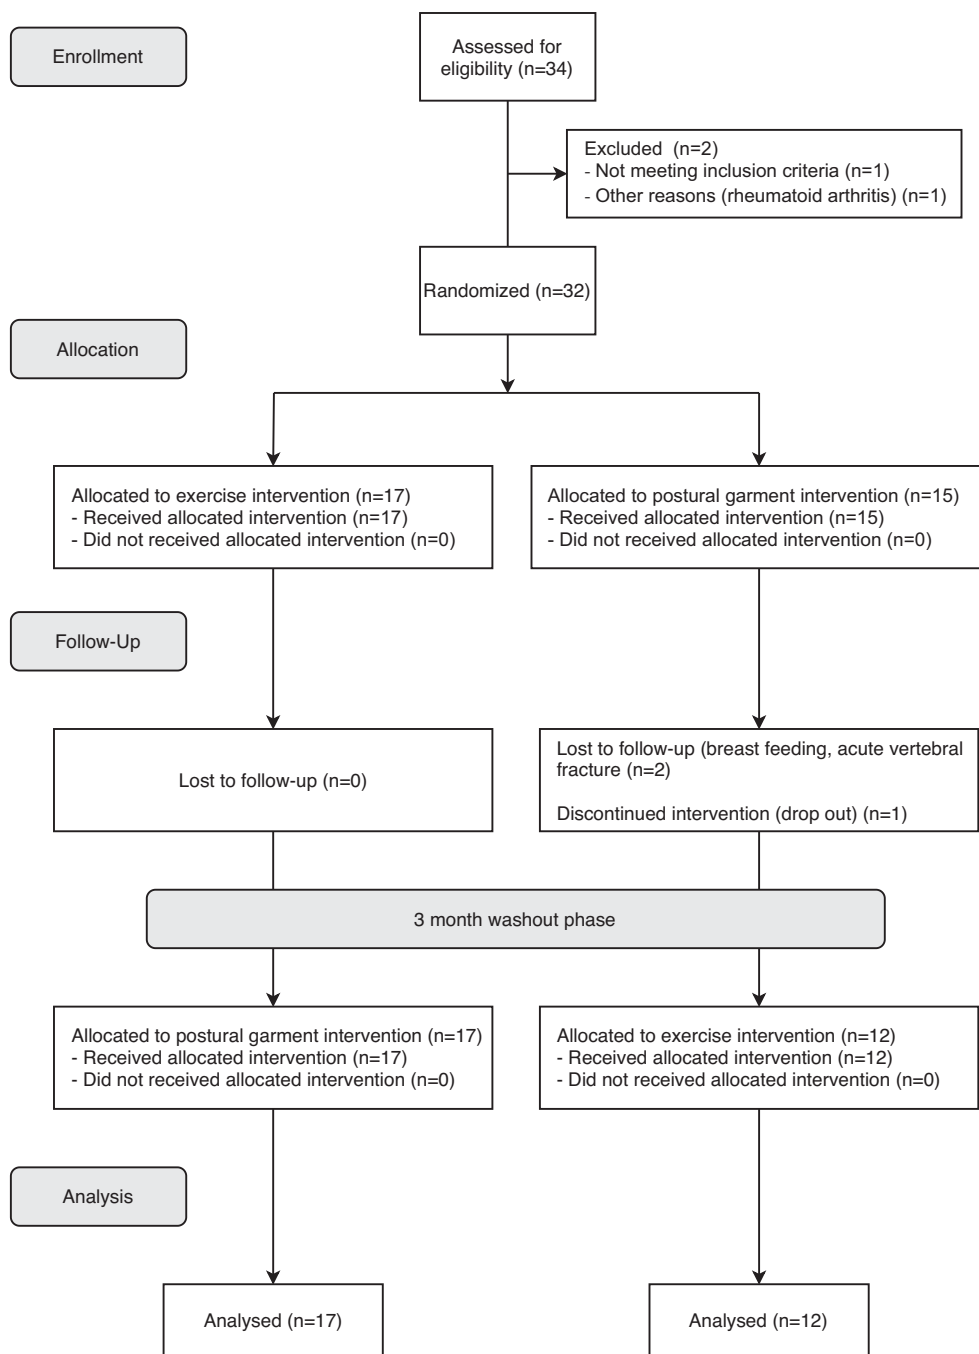 Enrollment
Assessed for
eligibility (n=34)
Excluded  (n=2)
- Not meeting inclusion criteria (n=1)
- Other reasons (rheumatoid arthritis) (n=1)
Randomized (n=32)
Allocation
Allocated to exercise intervention (n=17)
- Received allocated intervention (n=17)
- Did not received allocated intervention (n=0)
Allocated to postural garment intervention (n=15)
- Received allocated intervention (n=15)
- Did not received allocated intervention (n=0)
Follow-Up
Lost to follow-up (n=0)
Lost to follow-up (breast feeding, acute vertebral
fracture (n=2)
Discontinued intervention (drop out) (n=1)
3 month washout phase
Allocated to postural garment intervention (n=17)
- Received allocated intervention (n=17)
- Did not received allocated intervention (n=0)
Allocated to exercise intervention (n=12)
- Received allocated intervention (n=12)
- Did not received allocated intervention (n=0)
Analysis
Analysed (n=17)
Analysed (n=12)